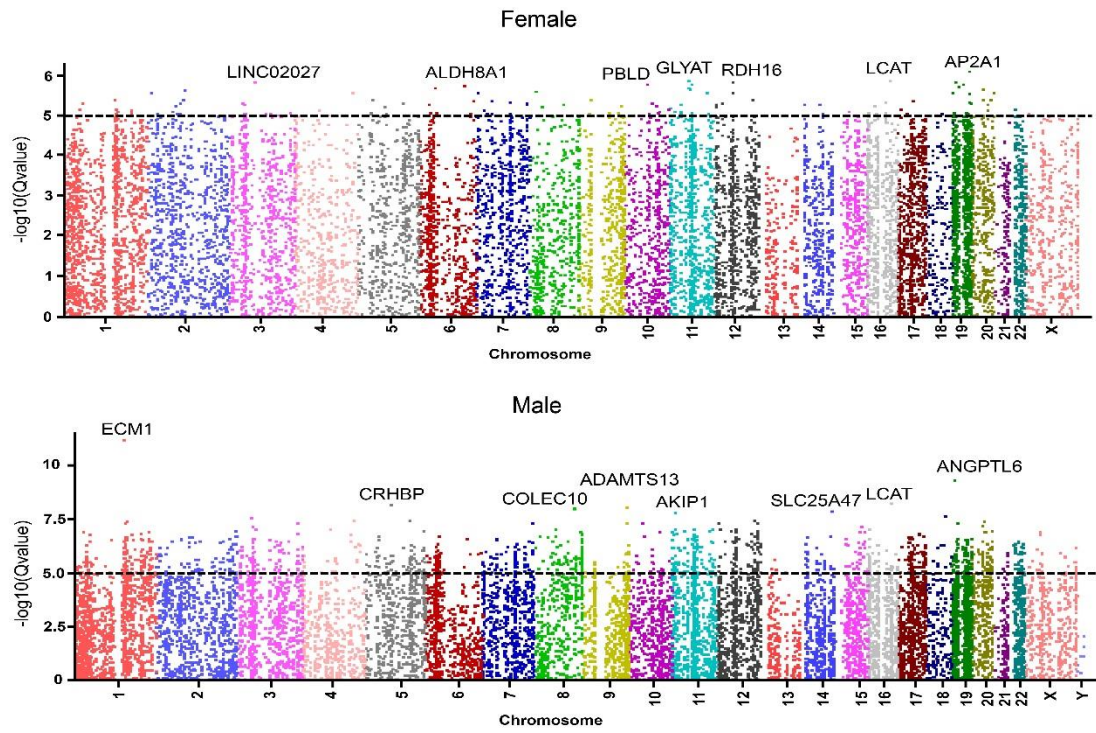 Female
LINC02027 ALDH8A1 PBLD GLYAT RDH16 LCAT AP2A1
-log10(Qvalue)
6
5
4
3
2
1
0
1 2 3 4 5 6 7 8 9 10 11 12 13 14 15 16 17 18 19 20 21 22 X
Chromosome
Male
ECM1 CRHBP COLEC10 ADAMTS13 AKIP1 SLC25A47 LCAT ANGPTL6
-log10(Qvalue)
10
7.5
5.0
2.5
0
1 2 3 4 5 6 7 8 9 10 11 12 13 14 15 16 17 18 19 20 21 22 X Y
Chromosome